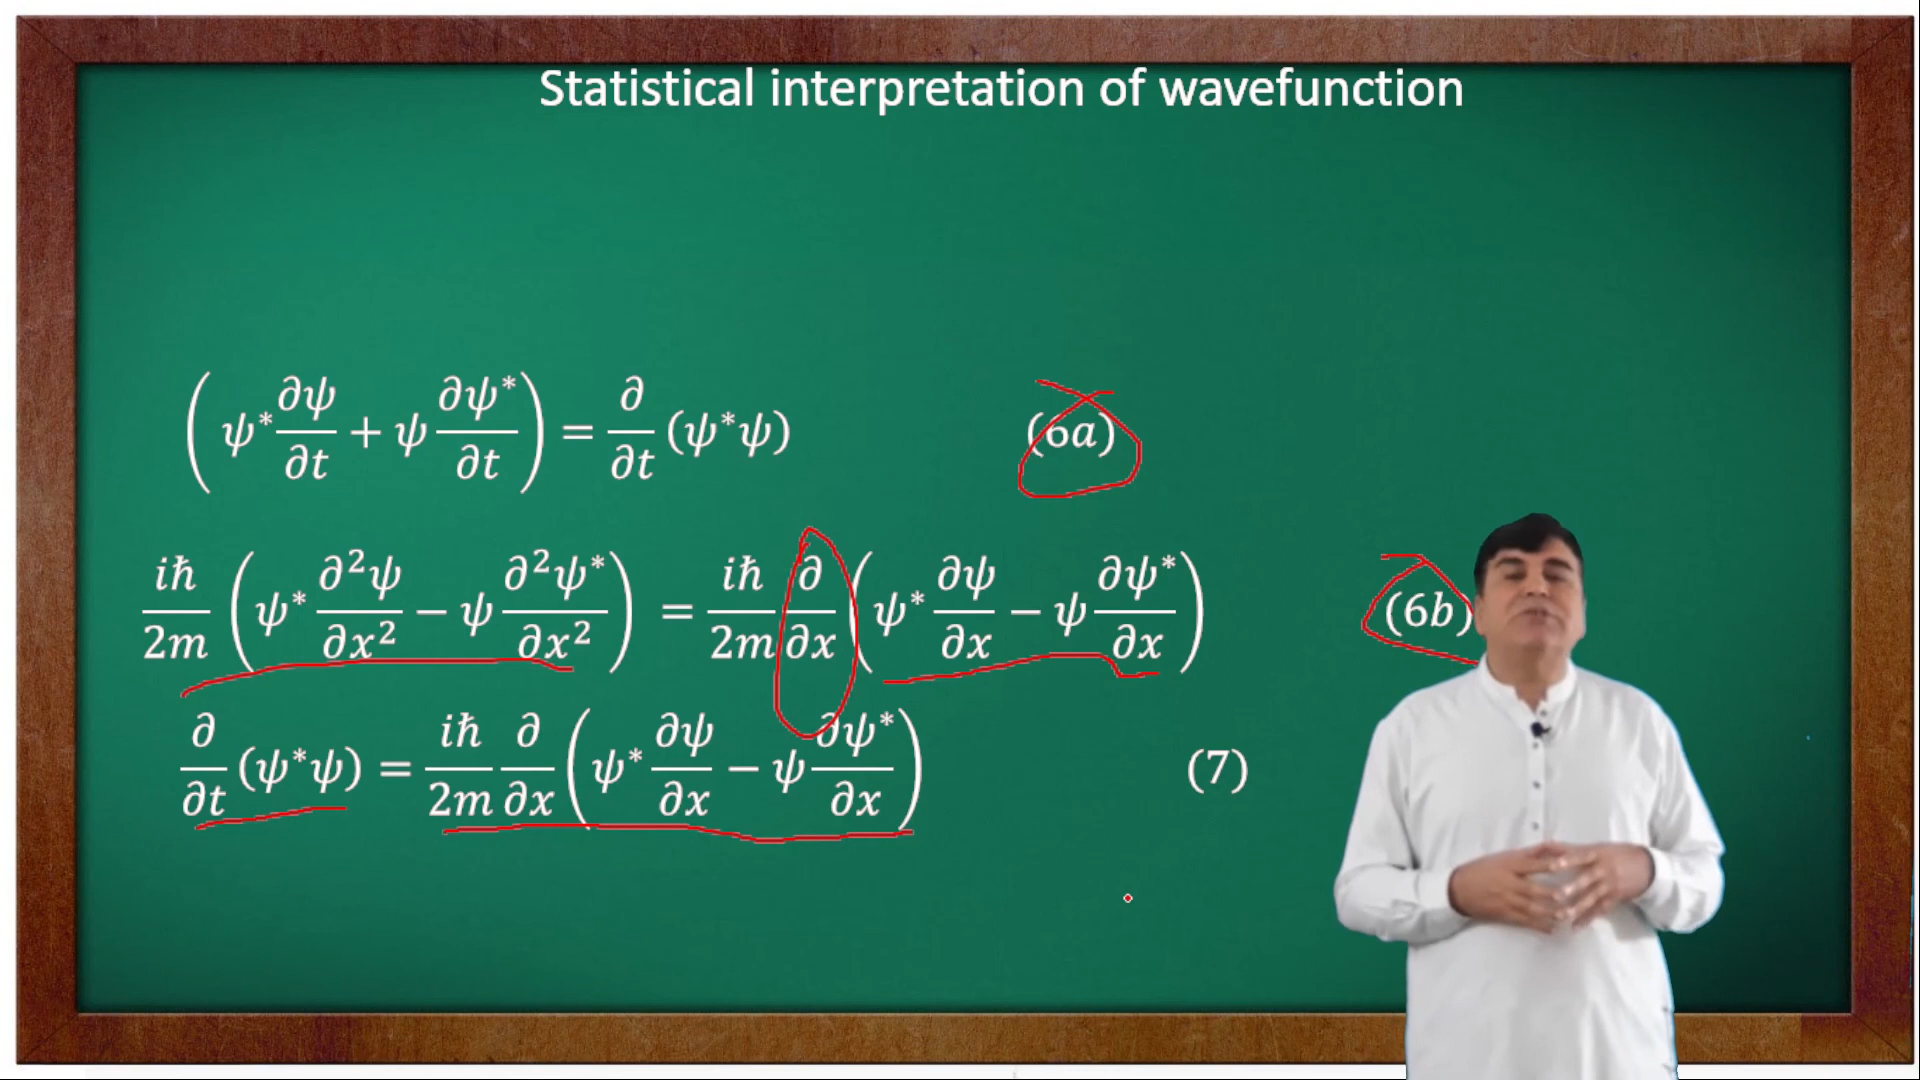 Statistical interpretation of wavefunction
( ψ* ∂ψ/∂t + ψ ∂ψ*/∂t ) = ∂/∂t (ψ*ψ) (6a)
iħ/2m ( ψ* ∂²ψ/∂x² − ψ ∂²ψ*/∂x² ) = iħ/2m ∂/∂x ( ψ* ∂ψ/∂x − ψ ∂ψ*/∂x ) (6b)
∂/∂t (ψ*ψ) = iħ/2m ∂/∂x ( ψ* ∂ψ/∂x − ψ ∂ψ*/∂x ) (7)